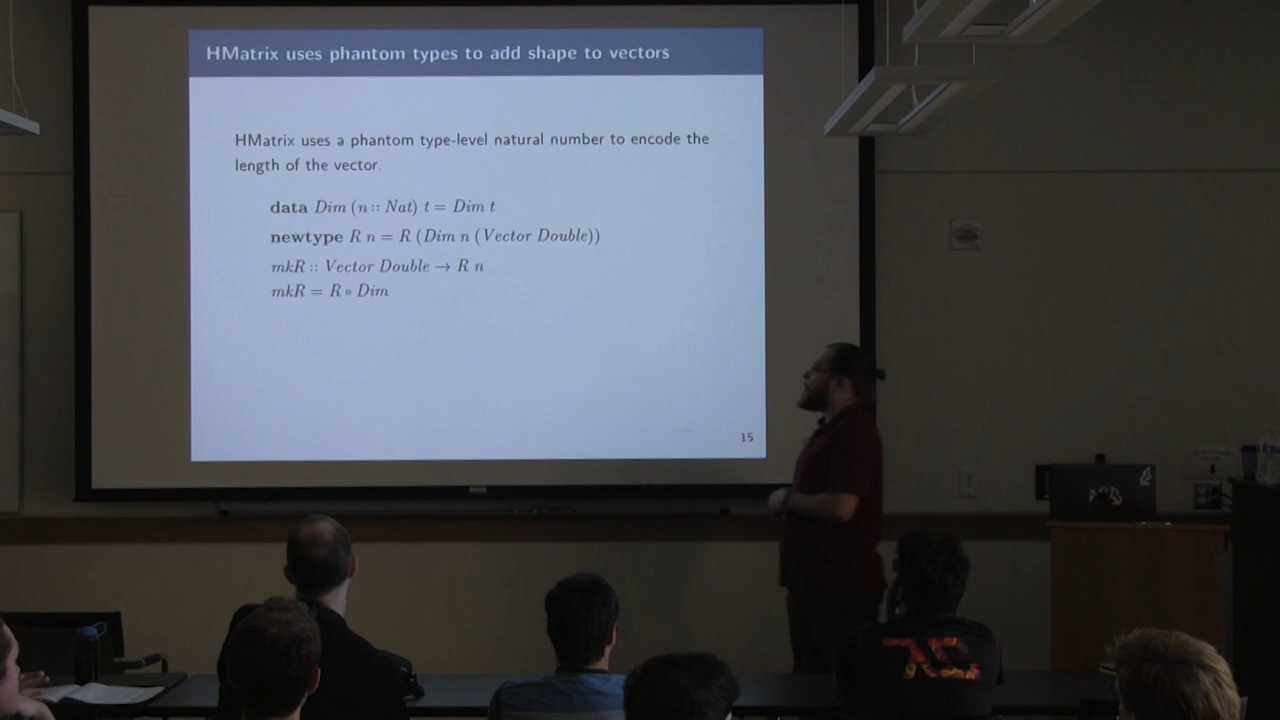 HMatrix uses phantom types to add shape to vectors
HMatrix uses a phantom type-level natural number to encode the
length of the vector.
data Dim (n :: Nat) t = Dim t
newtype R n = R (Dim n (Vector Double))
mkR :: Vector Double → R n
mkR = R ∘ Dim
15